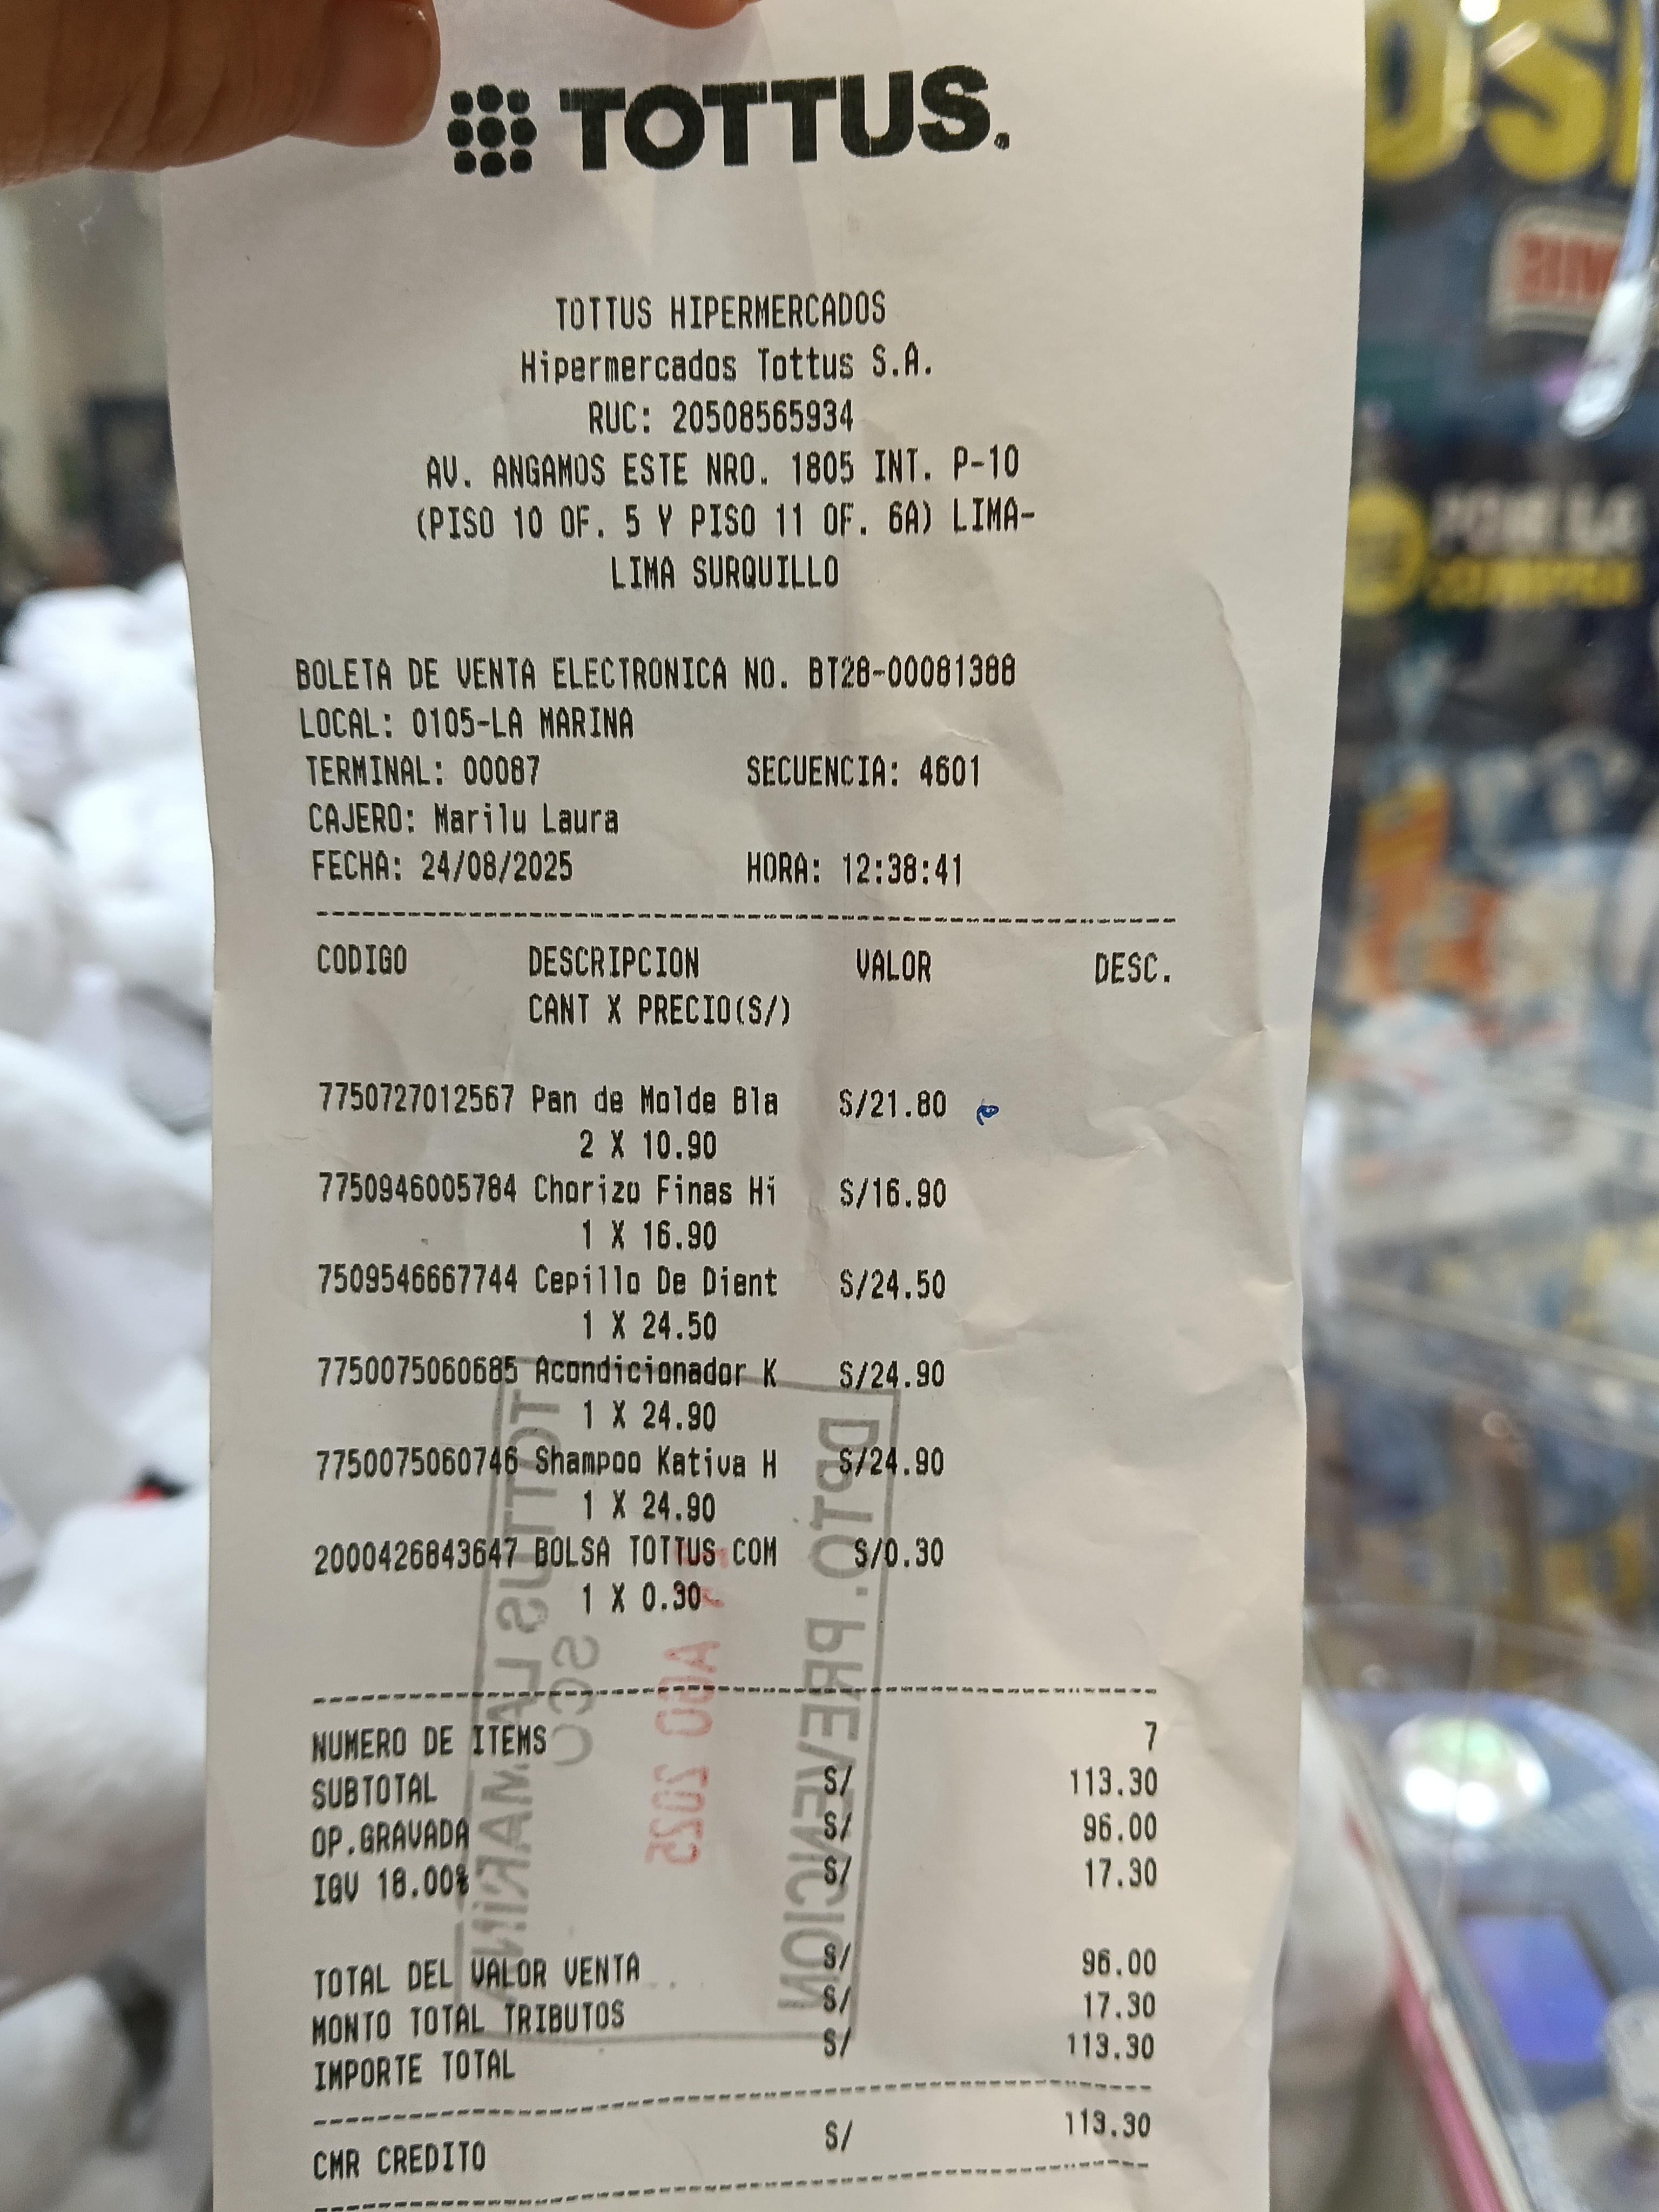 TOTTUS.
TOTTUS HIPERMERCADOS
Hipermercados Tottus S.A.
RUC: 20508565934
AV. ANGAMOS ESTE NRO. 1805 INT. P-10
(PISO 10 OF. 5 Y PISO 11 OF. 6A) LIMA-
LIMA SURQUILLO
BOLETA DE VENTA ELECTRONICA NO. BT28-00081388
LOCAL: 0105-LA MARINA
TERMINAL: 00087 SECUENCIA: 4601
CAJERO: Marilu Laura
FECHA: 24/08/2025 HORA: 12:38:41
CODIGO DESCRIPCION VALOR DESC.
CANT X PRECIO(S/)
7750727012567 Pan de Molde Bla S/21.80
2 X 10.90
7750946005784 Chorizo Finas Hi S/16.90
1 X 16.90
7509546667744 Cepillo De Dient S/24.50
1 X 24.50
7750075060685 Acondicionador K S/24.90
1 X 24.90
7750075060746 Shampoo Kativa H S/24.90
1 X 24.90
2000426843647 BOLSA TOTTUS COM S/0.30
1 X 0.30
NUMERO DE ITEMS 7
SUBTOTAL S/ 113.30
OP.GRAVADA S/ 96.00
IGV 18.00% S/ 17.30
TOTAL DEL VALOR VENTA S/ 96.00
MONTO TOTAL TRIBUTOS S/ 17.30
IMPORTE TOTAL S/ 113.30
CMR CREDITO S/ 113.30
TOTTUS LA MARINA
SCC
AGO 2025
DPTO. PREVENCION